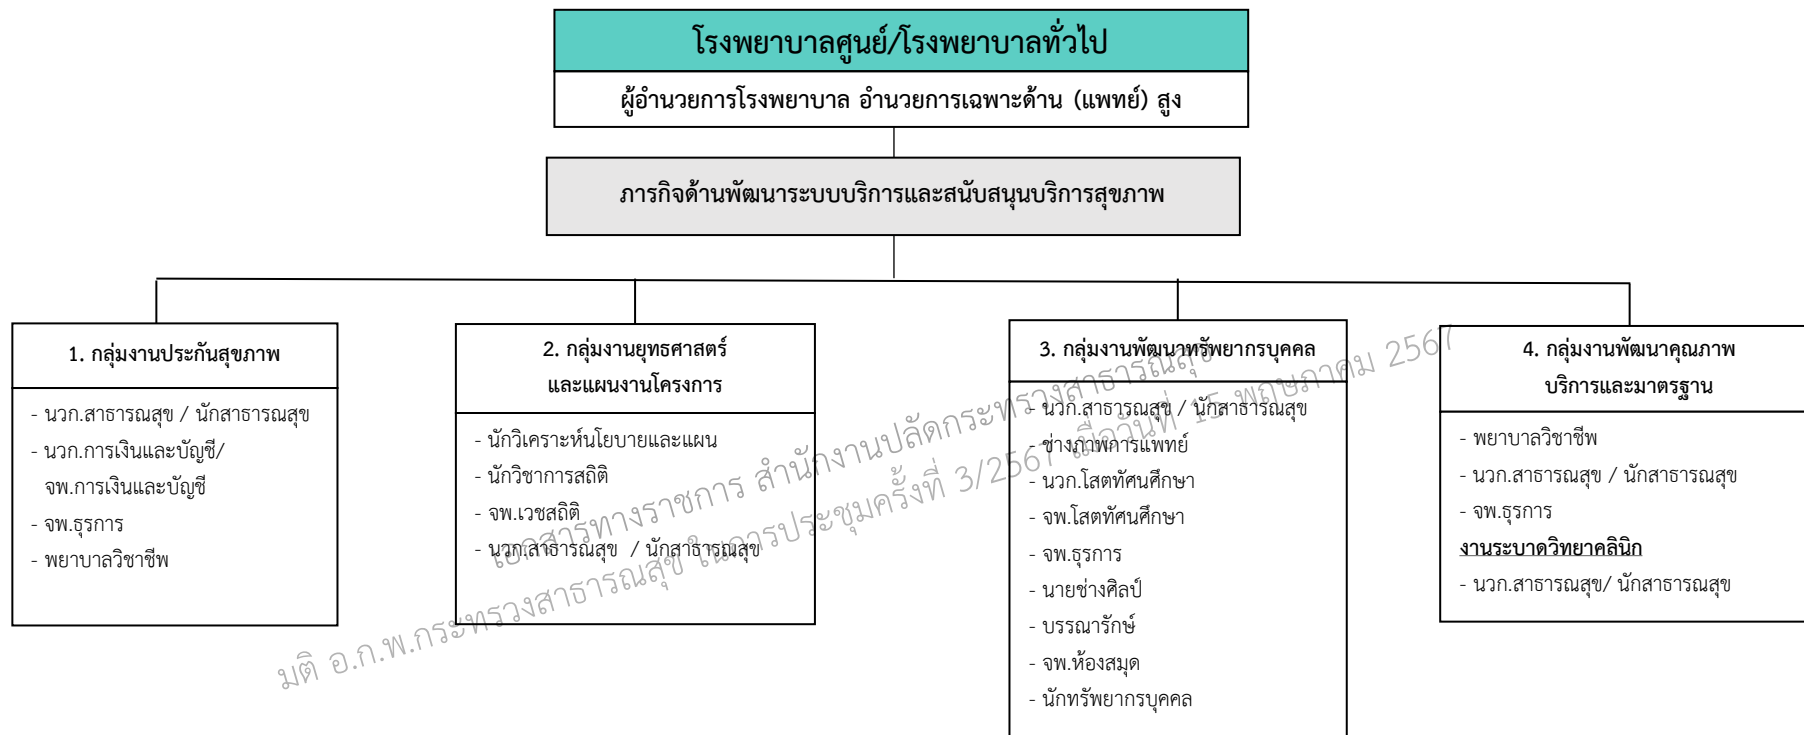 โรงพยาบาลศูนย์/โรงพยาบาลทั่วไป
ผู้อำนวยการโรงพยาบาล อำนวยการเฉพาะด้าน (แพทย์) สูง
ภารกิจด้านพัฒนาระบบบริการและสนับสนุนบริการสุขภาพ
1. กลุ่มงานประกันสุขภาพ
- นวก.สาธารณสุข / นักสาธารณสุข
- นวก.การเงินและบัญชี/
จพ.การเงินและบัญชี
- จพ.ธุรการ
- พยาบาลวิชาชีพ
2. กลุ่มงานยุทธศาสตร์
และแผนงานโครงการ
- นักวิเคราะห์นโยบายและแผน
- นักวิชาการสถิติ
- จพ.เวชสถิติ
- นวก.สาธารณสุข / นักสาธารณสุข
3. กลุ่มงานพัฒนาทรัพยากรบุคคล
- นวก.สาธารณสุข / นักสาธารณสุข
- ช่างภาพการแพทย์
- นวก.โสตทัศนศึกษา
- จพ.โสตทัศนศึกษา
- จพ.ธุรการ
- นายช่างศิลป์
- บรรณารักษ์
- จพ.ห้องสมุด
- นักทรัพยากรบุคคล
4. กลุ่มงานพัฒนาคุณภาพ
บริการและมาตรฐาน
- พยาบาลวิชาชีพ
- นวก.สาธารณสุข / นักสาธารณสุข
- จพ.ธุรการ
งานระบาดวิทยาคลินิก
- นวก.สาธารณสุข/ นักสาธารณสุข
เอกสารทางราชการ สำนักงานปลัดกระทรวงสาธารณสุข
มติ อ.ก.พ.กระทรวงสาธารณสุข ในการประชุมครั้งที่ 3/2567 เมื่อวันที่ 15 พฤษภาคม 2567